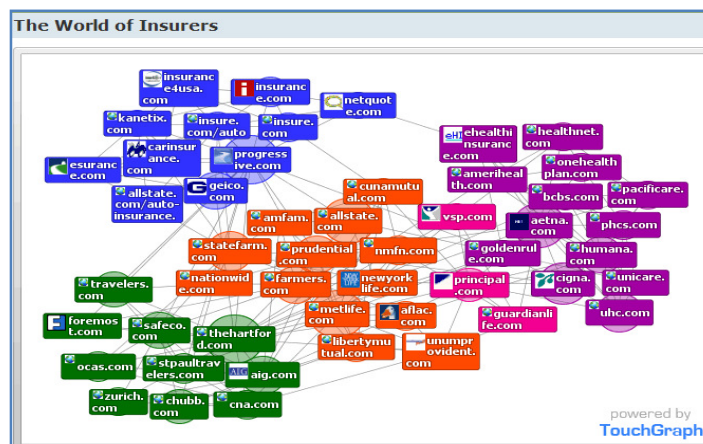 The World of Insurers
insuranc
e4usa.
com
insuranc
e.com
netquot
e.com
kanetix.
com
insure.
com/auto
insure.
com
carinsur
ance.
com
progress
ive.com
esuranc
e.com
geico.
com
allstate.
com/auto-
insurance.
ehealthi
nsuranc
e.com
healthnet.
com
onehealth
plan.com
ameriheal
th.com
bcbs.com
pacificare.
com
vsp.com
aetna.
com
phcs.com
goldenrul
e.com
humana.
com
cigna.
com
unicare.
com
uhc.com
principal
.com
guardianli
fe.com
cunamutu
al.com
amfam.
com
allstate.
com
statefarm.
com
prudential
.com
nmfn.com
nationwid
e.com
farmers.
com
NEW YORK
LIFE
newyork
life.com
metlife.
com
aflac.
com
libertymu
tual.com
unumpr
ovident.
com
travelers.
com
foremos
t.com
safeco.
com
thehartfor
d.com
ocas.com
stpaultrav
elers.com
AIG
aig.com
zurich.
com
chubb.
com
cna.com
powered by
TouchGraph